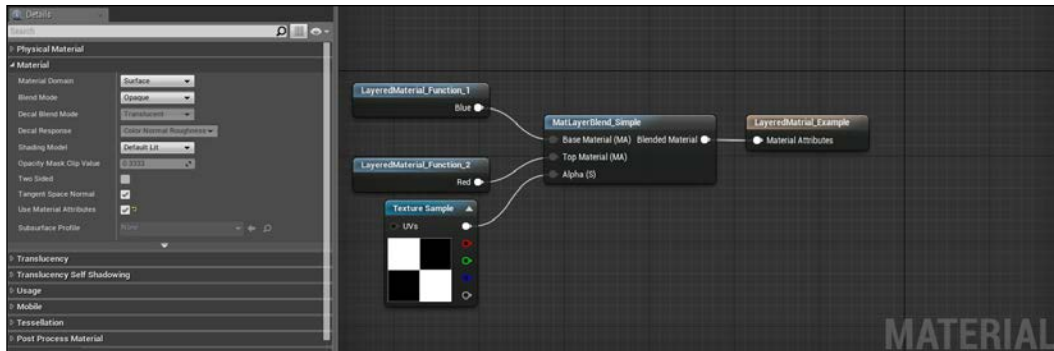 Details
Search
Physical Material
Material
Material Domain Surface
Blend Mode Opaque
Decal Blend Mode Translucent
Decal Response Color Normal Roughness
Shading Model Default Lit
Opacity Mask Clip Value 0.3333
Two Sided
Tangent Space Normal
Use Material Attributes
Subsurface Profile None
Translucency
Translucency Self Shadowing
Usage
Mobile
Tessellation
Post Process Material
LayeredMaterial_Function_1
Blue
LayeredMaterial_Function_2
Red
Texture Sample
UVs
MatLayerBlend_Simple
Base Material (MA) Blended Material
Top Material (MA)
Alpha (S)
LayeredMatrial_Example
Material Attributes
MATERIAL